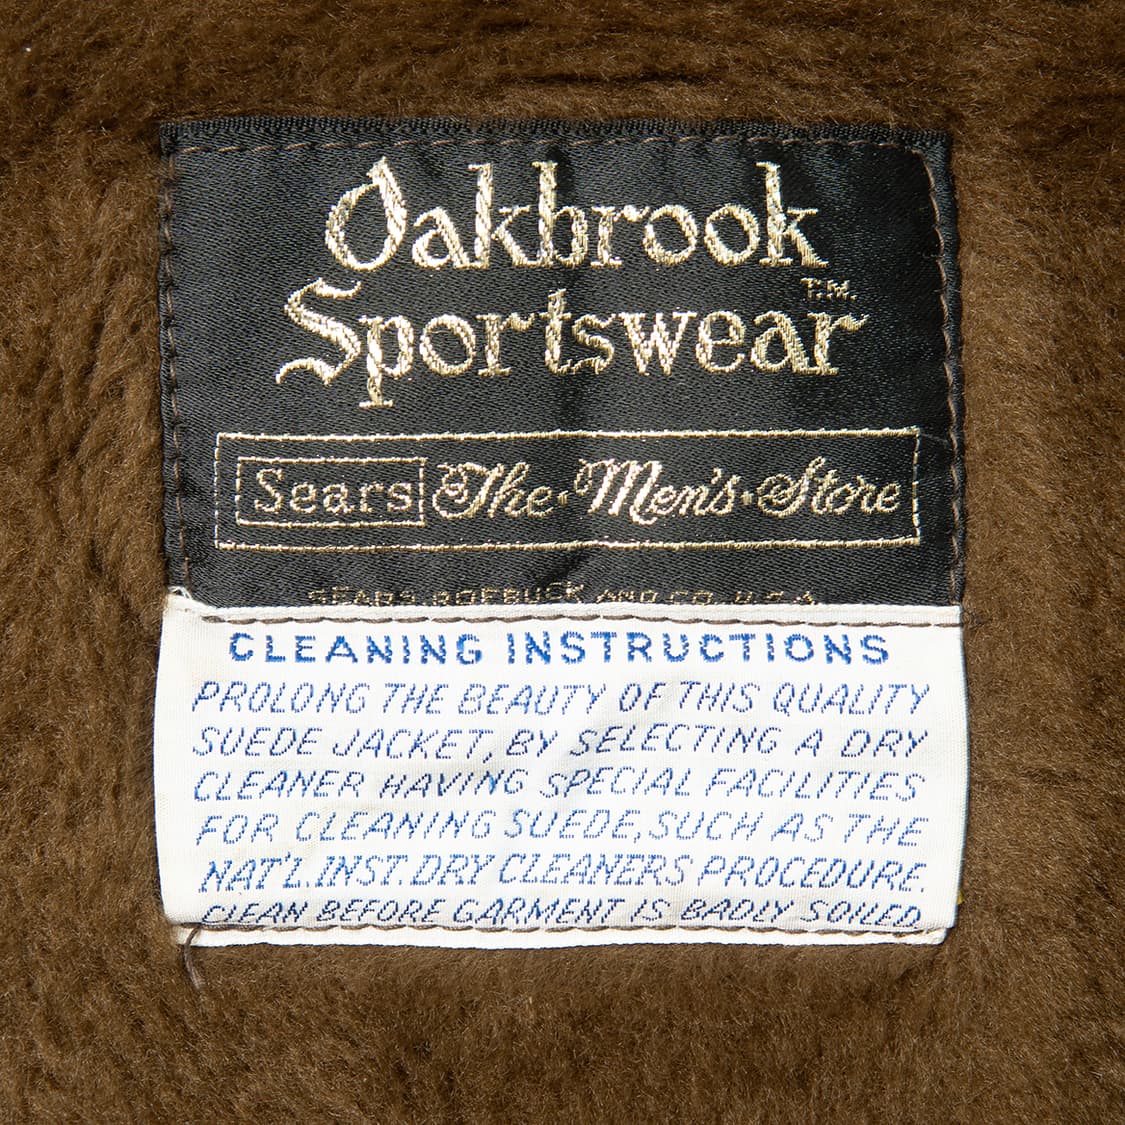 Oakbrook
Sportswear T.M.
Sears The Men's Store
SEARS, ROEBUCK AND CO. U.S.A.
CLEANING INSTRUCTIONS
PROLONG THE BEAUTY OF THIS QUALITY
SUEDE JACKET, BY SELECTING A DRY
CLEANER HAVING SPECIAL FACILITIES
FOR CLEANING SUEDE, SUCH AS THE
NAT'L. INST. DRY CLEANERS PROCEDURE.
CLEAN BEFORE GARMENT IS BADLY SOILED.